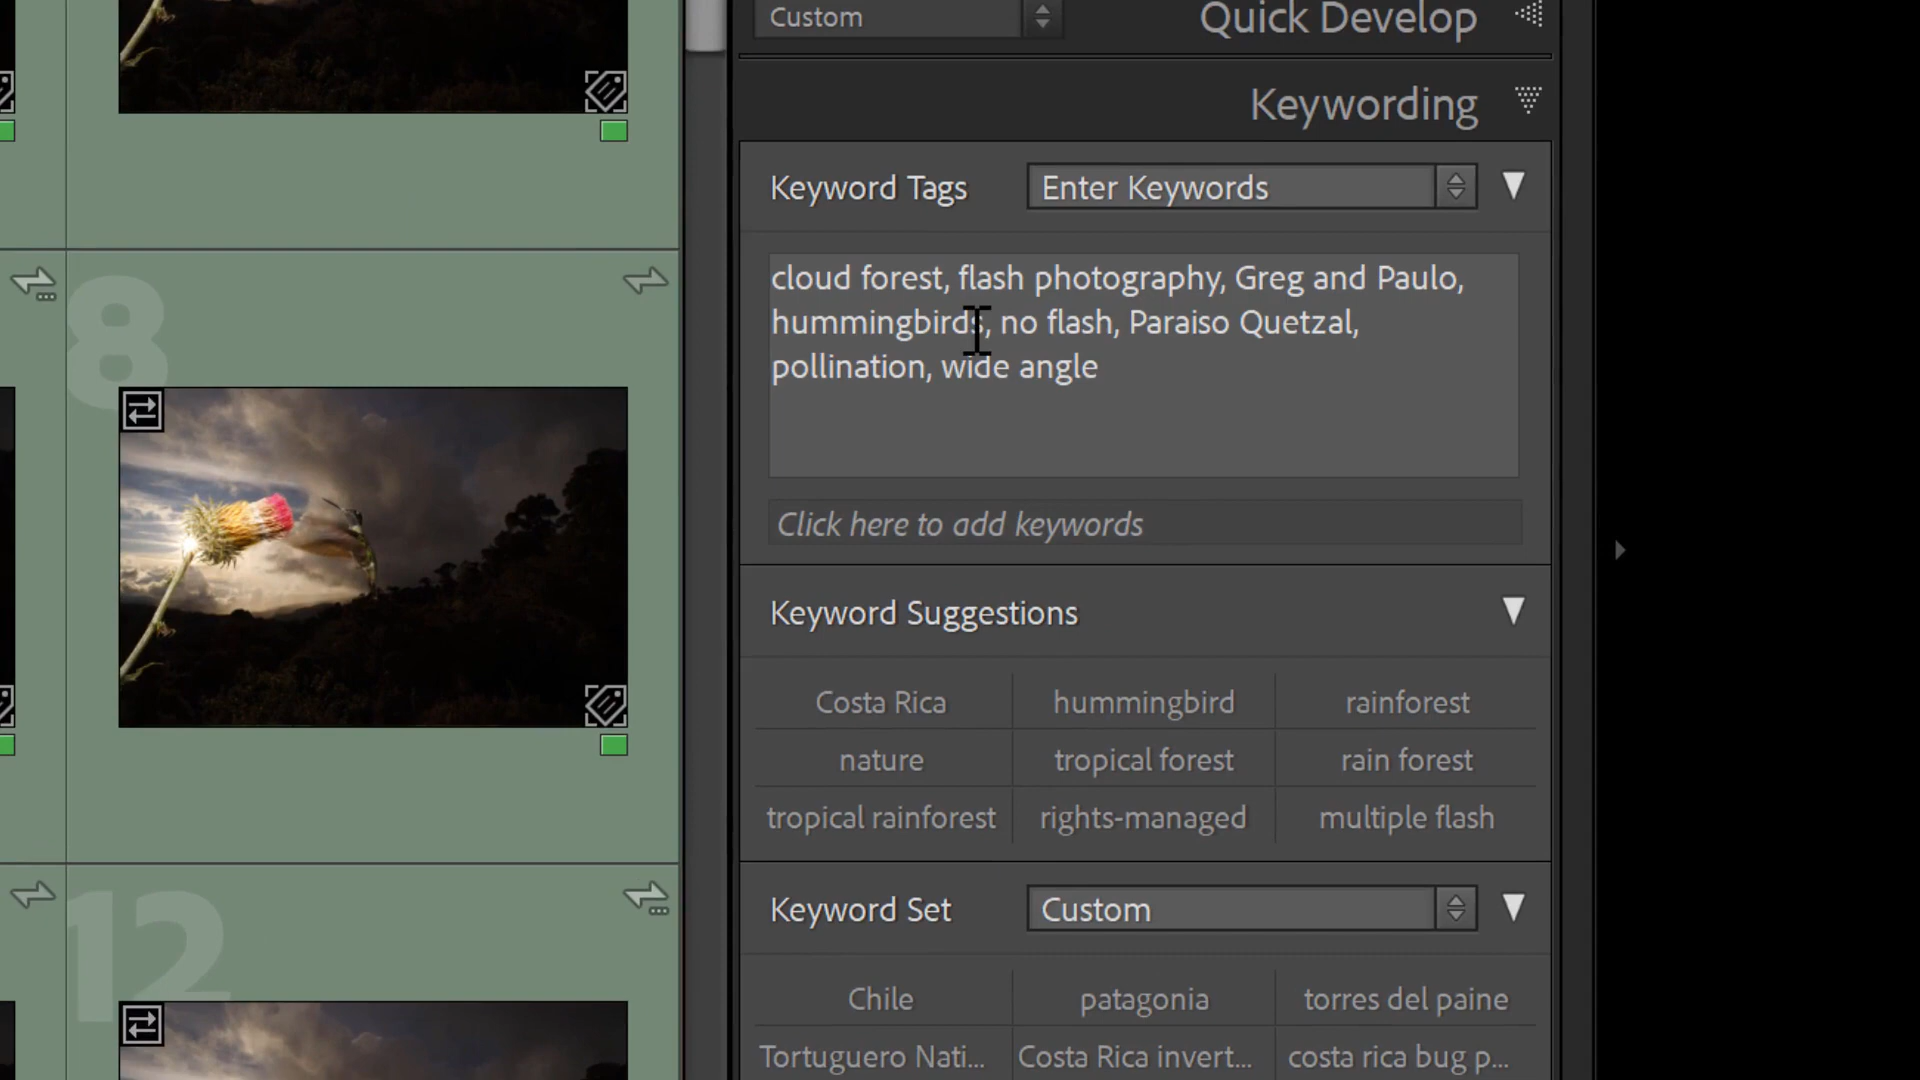 Custom
Quick Develop
Keywording
Keyword Tags
Enter Keywords
cloud forest, flash photography, Greg and Paulo,
hummingbirds, no flash, Paraiso Quetzal,
pollination, wide angle
Click here to add keywords
Keyword Suggestions
Costa Rica
hummingbird
rainforest
nature
tropical forest
rain forest
tropical rainforest
rights-managed
multiple flash
Keyword Set
Custom
Chile
patagonia
torres del paine
Tortuguero Nati...
Costa Rica invert...
costa rica bug p...
8
12